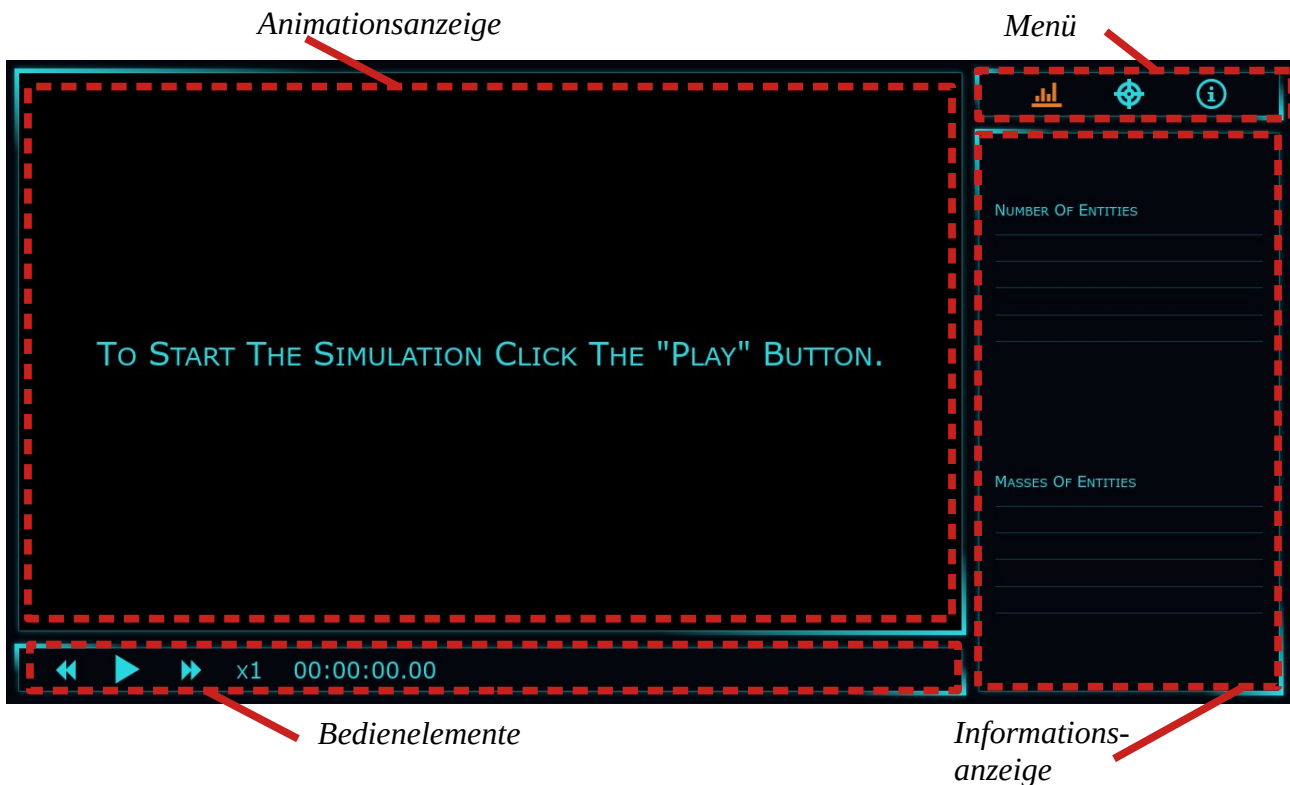 Animationsanzeige
Menü
Number Of Entities
To Start The Simulation Click The "Play" Button.
Masses Of Entities
x1 00:00:00.00
Bedienelemente
Informations-
anzeige